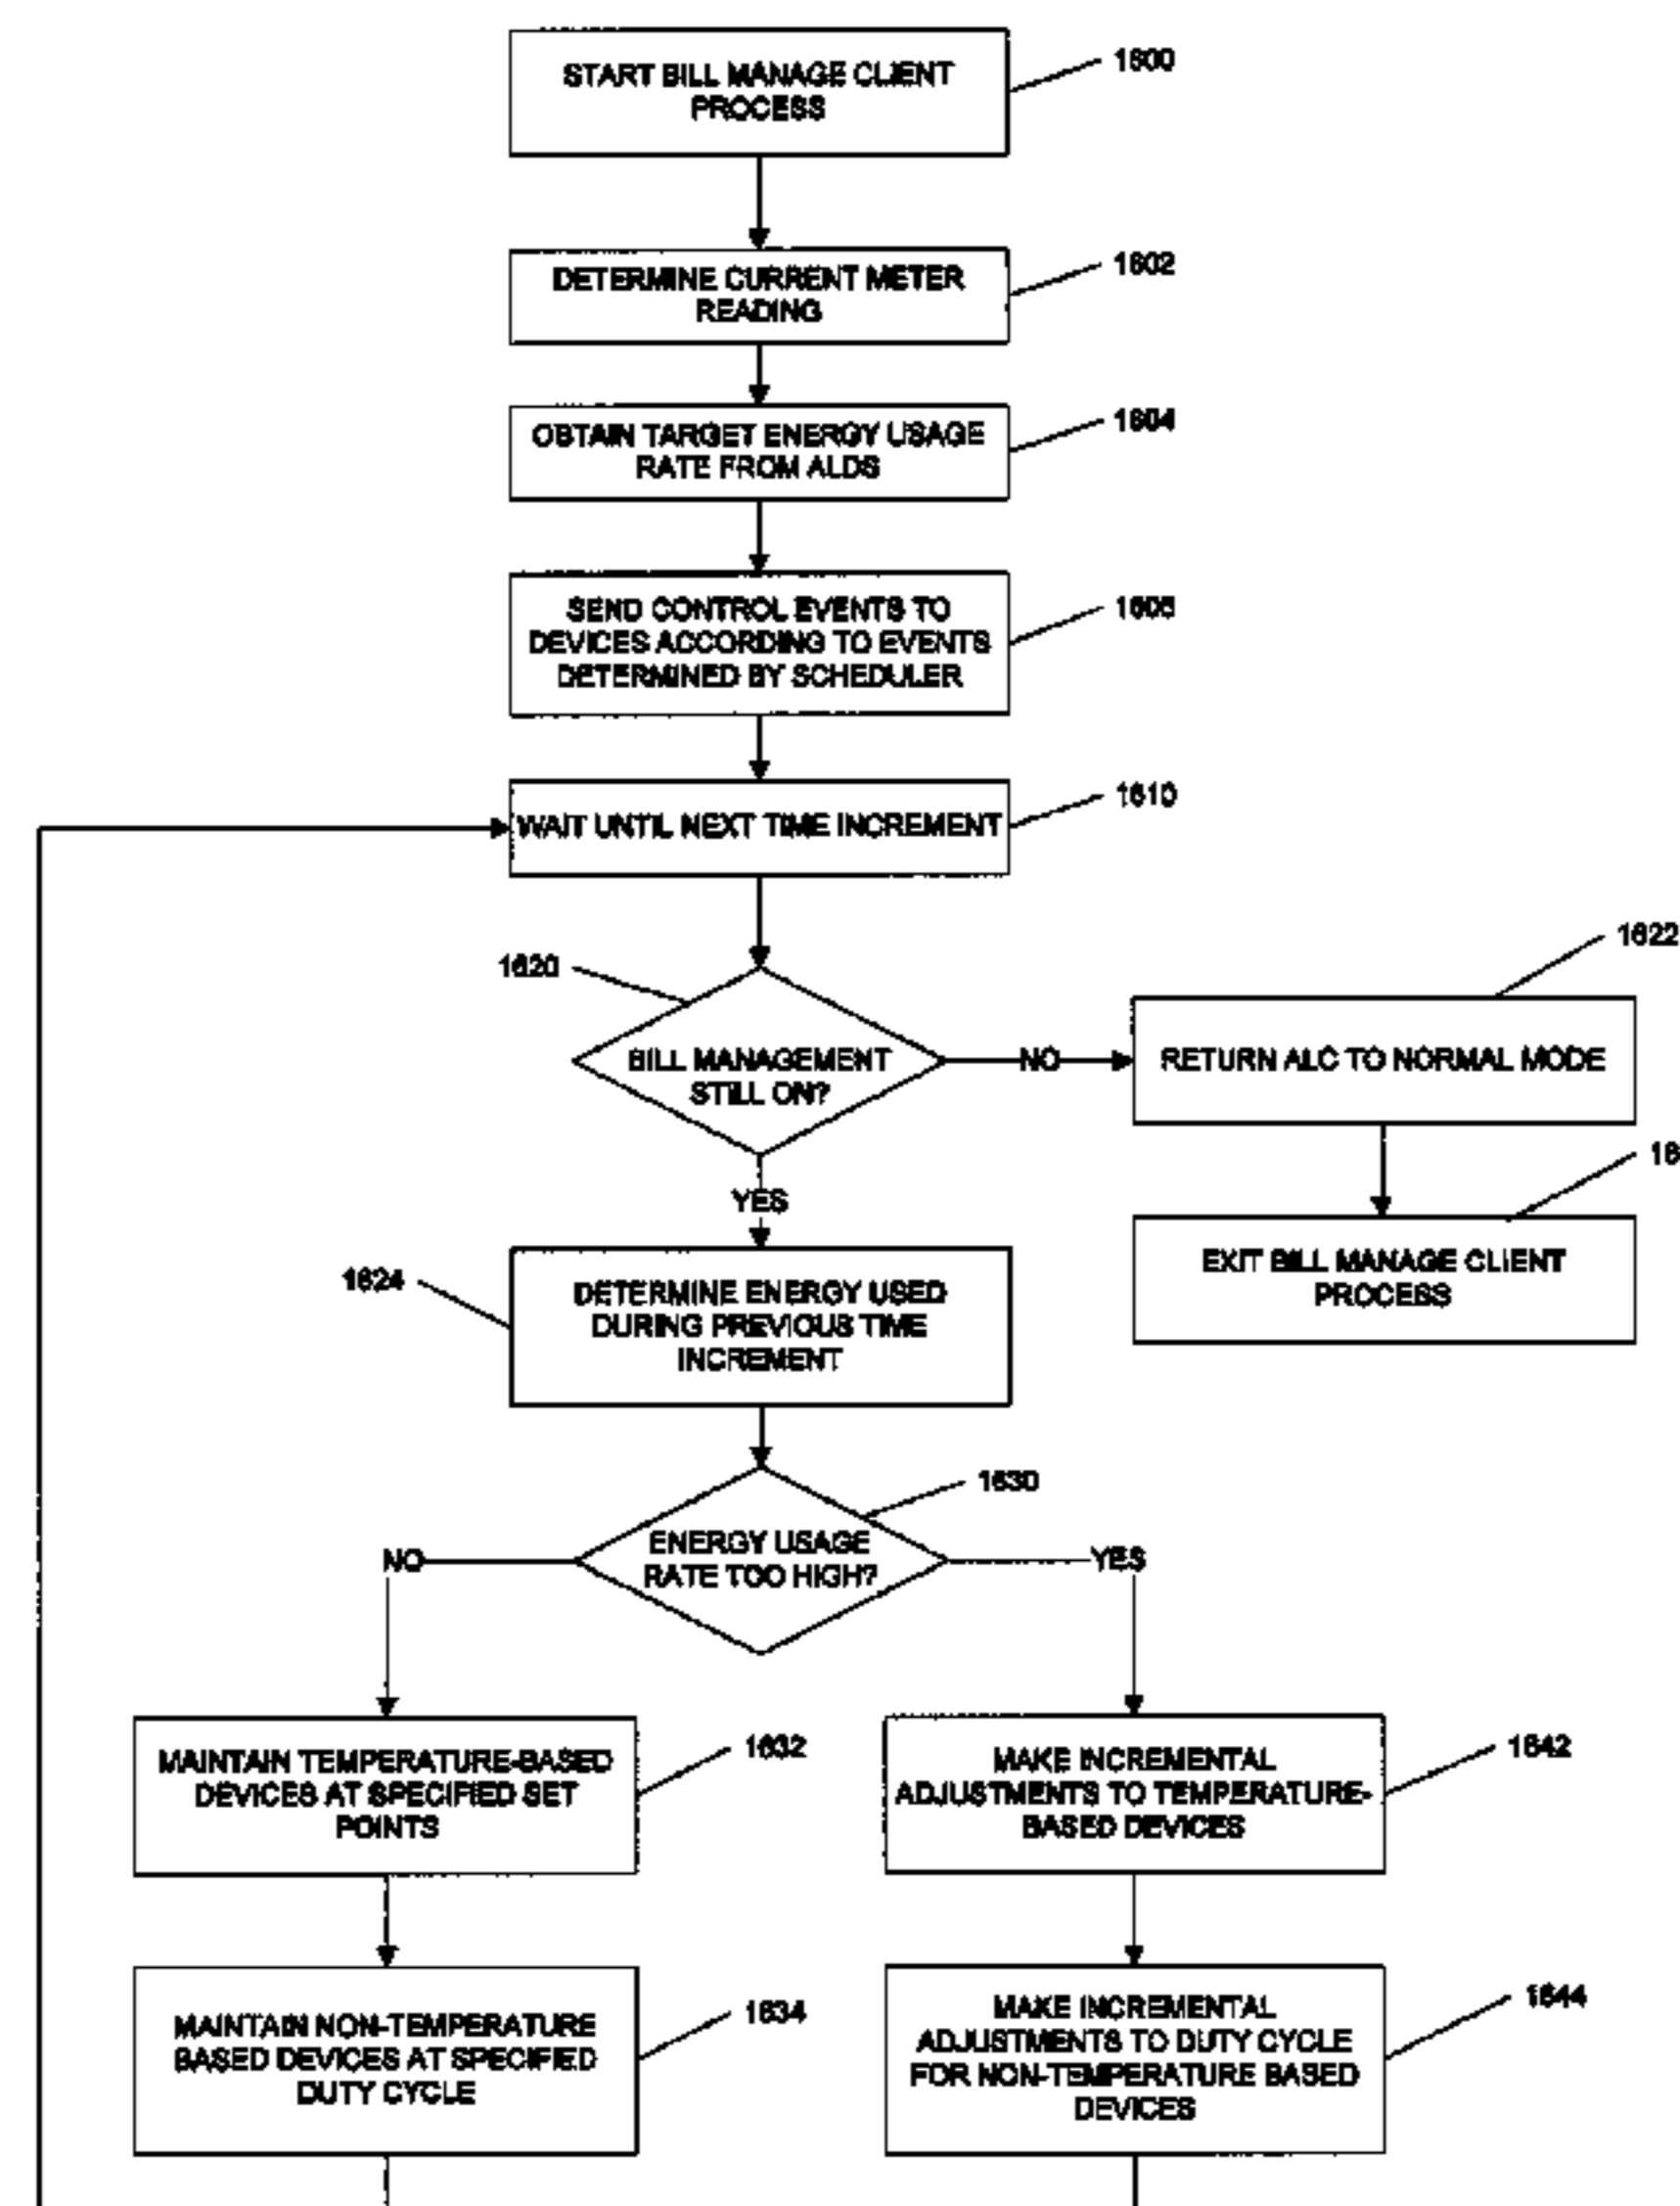 START BILL MANAGE CLIENT
PROCESS
1600
DETERMINE CURRENT METER
READING
1602
OBTAIN TARGET ENERGY USAGE
RATE FROM ALDS
1604
SEND CONTROL EVENTS TO
DEVICES ACCORDING TO EVENTS
DETERMINED BY SCHEDULER
WAIT UNTIL NEXT TIME INCREMENT
1610
1620
BILL MANAGEMENT
STILL ON?
NO
1622
RETURN ALC TO NORMAL MODE
YES
16
EXIT BILL MANAGE CLIENT
PROCESS
1624
DETERMINE ENERGY USED
DURING PREVIOUS TIME
INCREMENT
1630
ENERGY USAGE
RATE TOO HIGH?
NO
YES
MAINTAIN TEMPERATURE-BASED
DEVICES AT SPECIFIED SET
POINTS
1632
MAKE INCREMENTAL
ADJUSTMENTS TO TEMPERATURE-
BASED DEVICES
1642
MAINTAIN NON-TEMPERATURE
BASED DEVICES AT SPECIFIED
DUTY CYCLE
1634
MAKE INCREMENTAL
ADJUSTMENTS TO DUTY CYCLE
FOR NON-TEMPERATURE BASED
DEVICES
1644